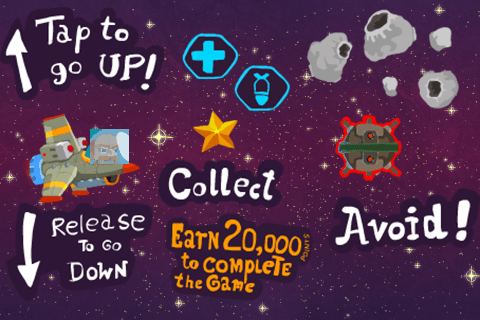 Tap to
go UP!
Collect
Release
To Go
Down
Earn 20,000
POINTS
to COMPLETE
the Game
Avoid!